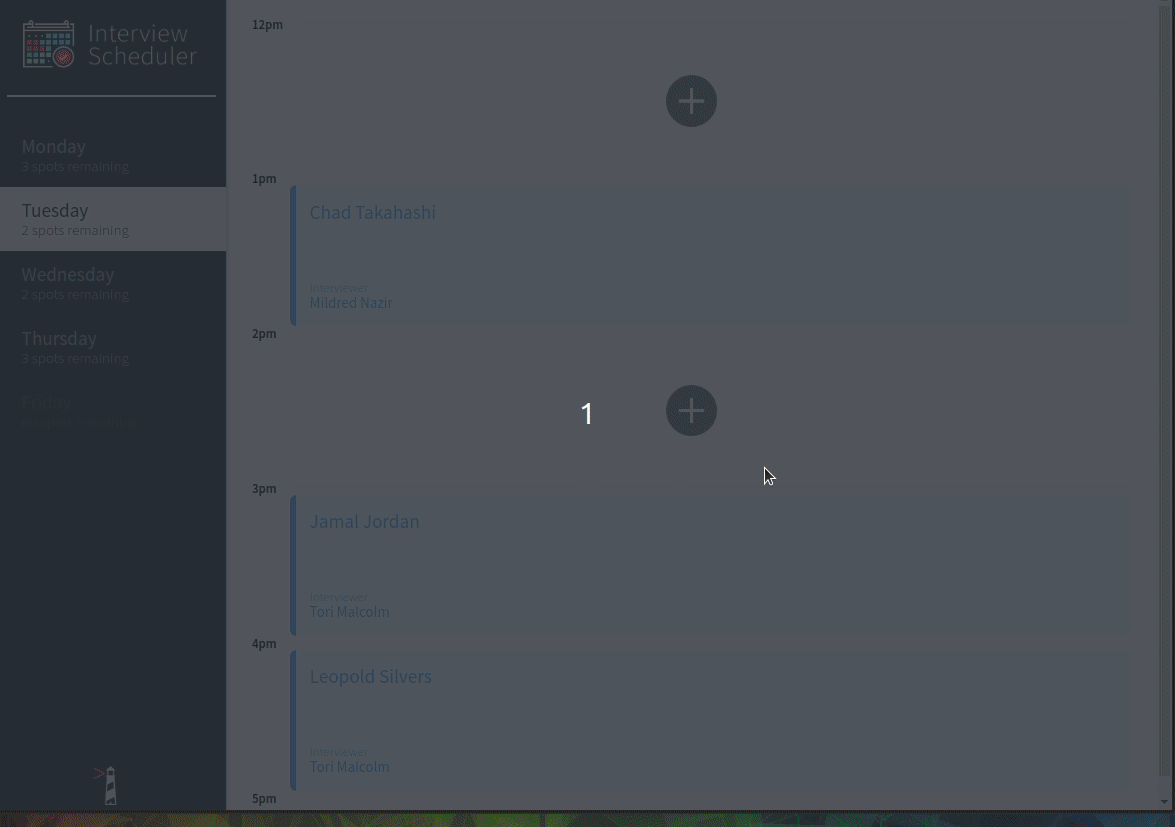 Interview
Scheduler
Monday
3 spots remaining
Tuesday
2 spots remaining
Wednesday
2 spots remaining
Thursday
3 spots remaining
Friday
12pm
1pm
Chad Takahashi
Interviewer
Mildred Nazir
2pm
1
3pm
Jamal Jordan
Interviewer
Tori Malcolm
4pm
Leopold Silvers
Interviewer
Tori Malcolm
5pm